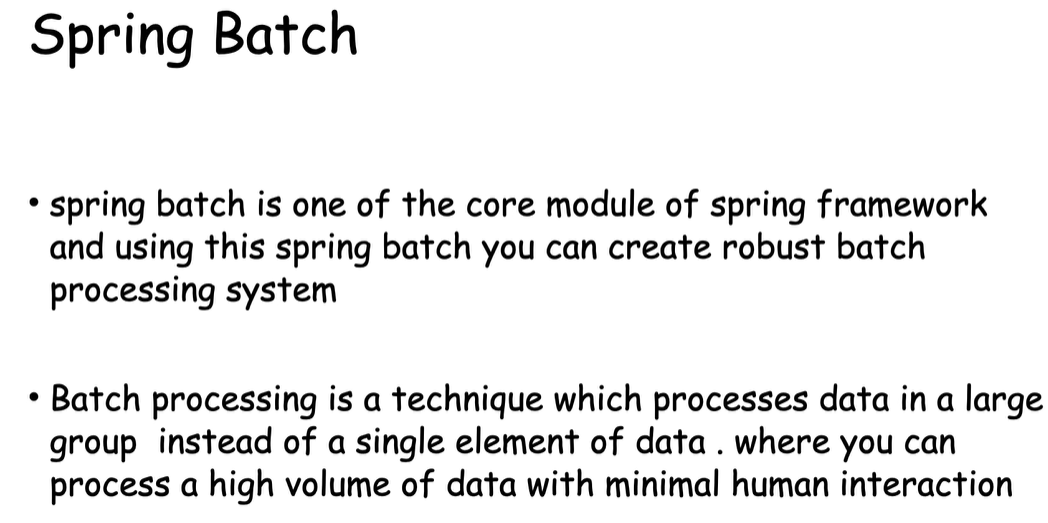 Spring Batch
• spring batch is one of the core module of spring framework
and using this spring batch you can create robust batch
processing system
• Batch processing is a technique which processes data in a large
group  instead of a single element of data . where you can
process a high volume of data with minimal human interaction